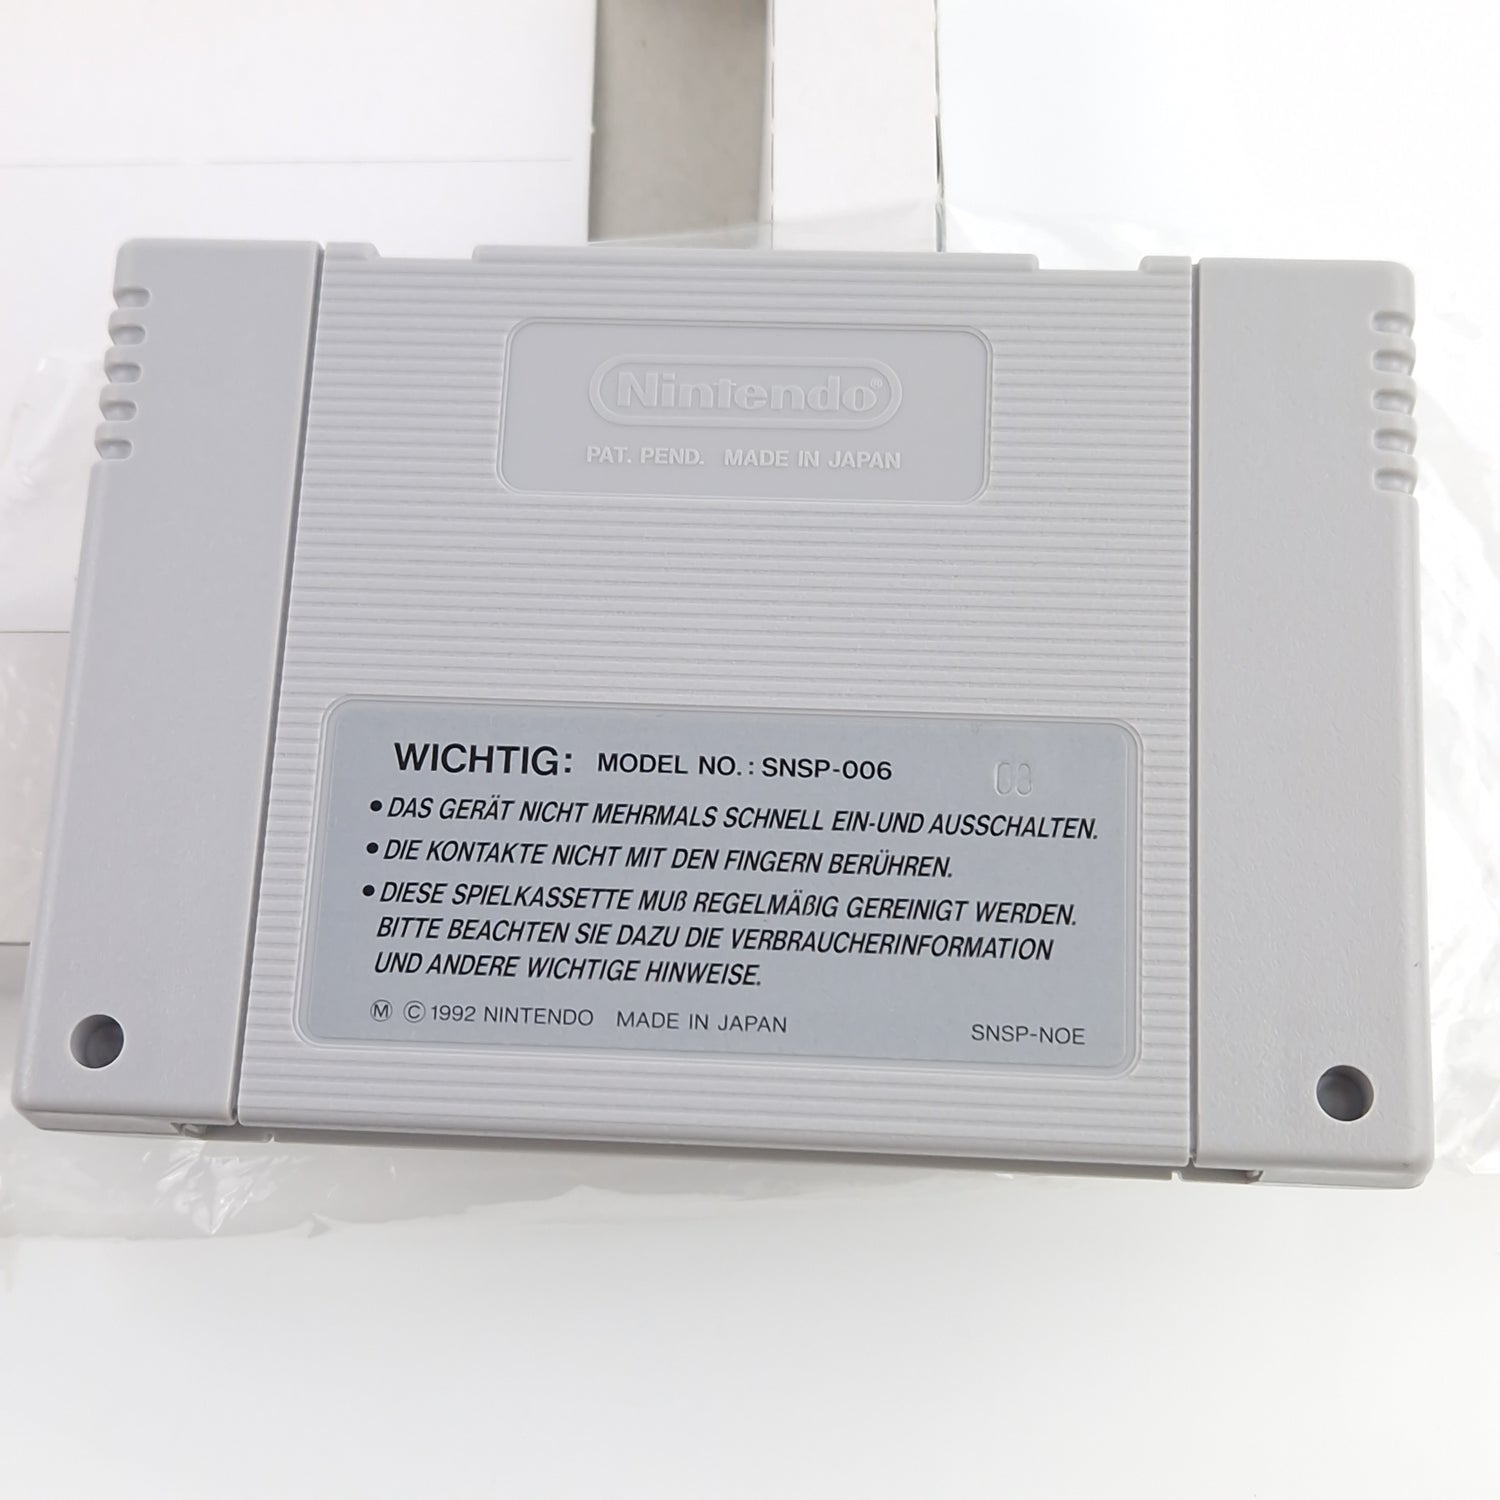 Nintendo®
PAT. PEND. MADE IN JAPAN
WICHTIG: MODEL NO.: SNSP-006
03
• DAS GERÄT NICHT MEHRMALS SCHNELL EIN-UND AUSSCHALTEN.
• DIE KONTAKTE NICHT MIT DEN FINGERN BERÜHREN.
• DIESE SPIELKASSETTE MUß REGELMÄßIG GEREINIGT WERDEN.
BITTE BEACHTEN SIE DAZU DIE VERBRAUCHERINFORMATION
UND ANDERE WICHTIGE HINWEISE.
Ⓜ © 1992 NINTENDO MADE IN JAPAN SNSP-NOE